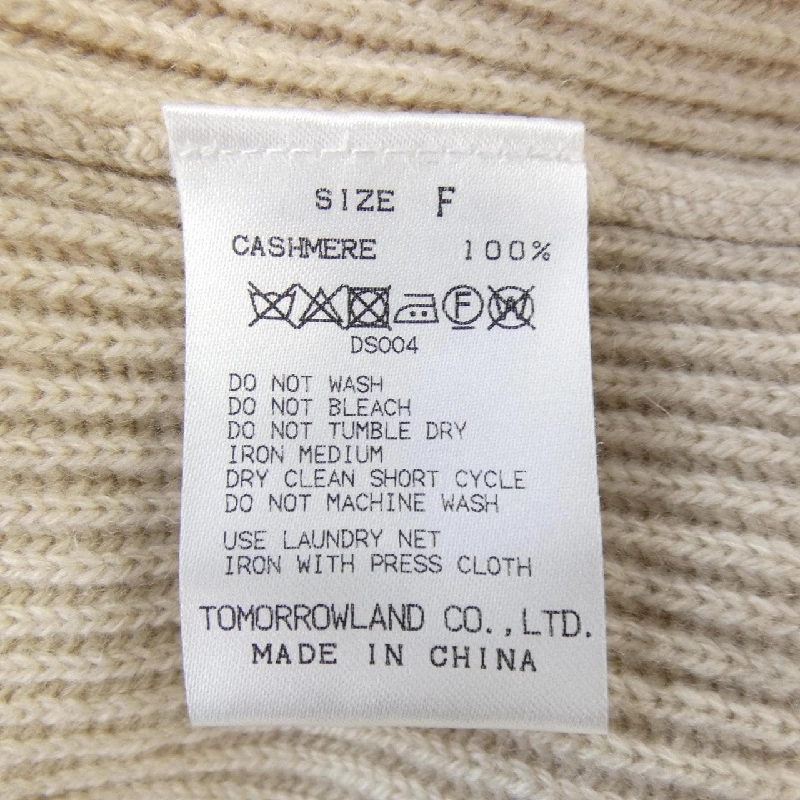 SIZE F
CASHMERE 100%
F W
DS004
DO NOT WASH
DO NOT BLEACH
DO NOT TUMBLE DRY
IRON MEDIUM
DRY CLEAN SHORT CYCLE
DO NOT MACHINE WASH
USE LAUNDRY NET
IRON WITH PRESS CLOTH
TOMORROWLAND CO.,LTD.
MADE IN CHINA